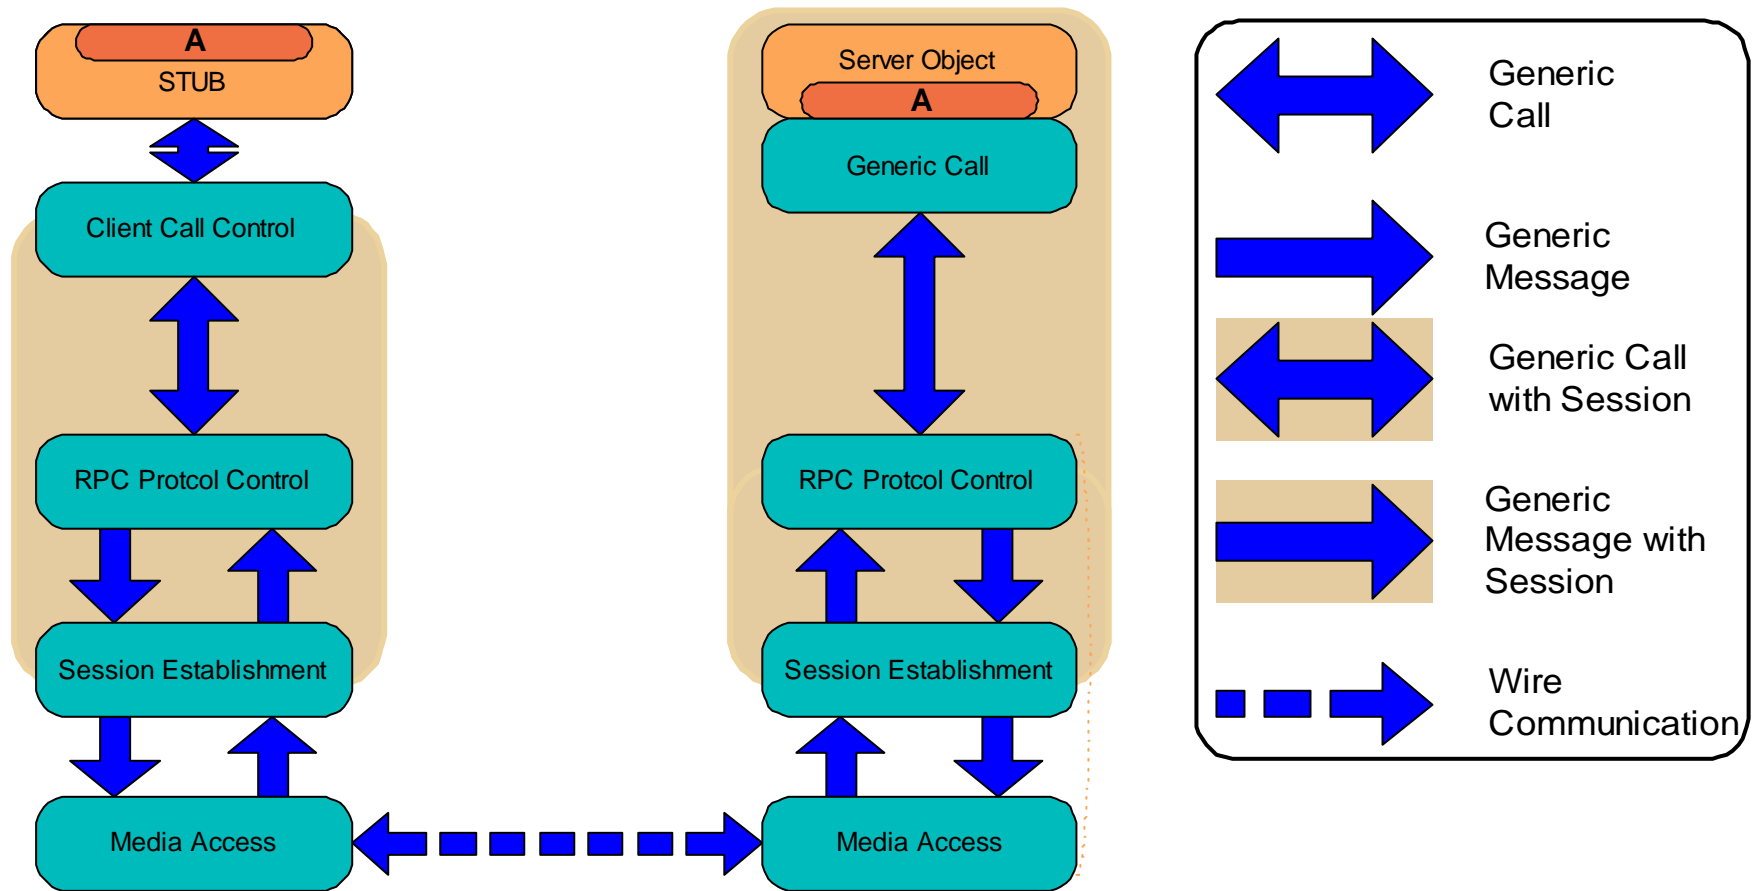 A
STUB
Client Call Control
RPC Protcol Control
Session Establishment
Media Access
Server Object
A
Generic Call
RPC Protcol Control
Session Establishment
Media Access
Generic
Call
Generic
Message
Generic Call
with Session
Generic
Message with
Session
Wire
Communication